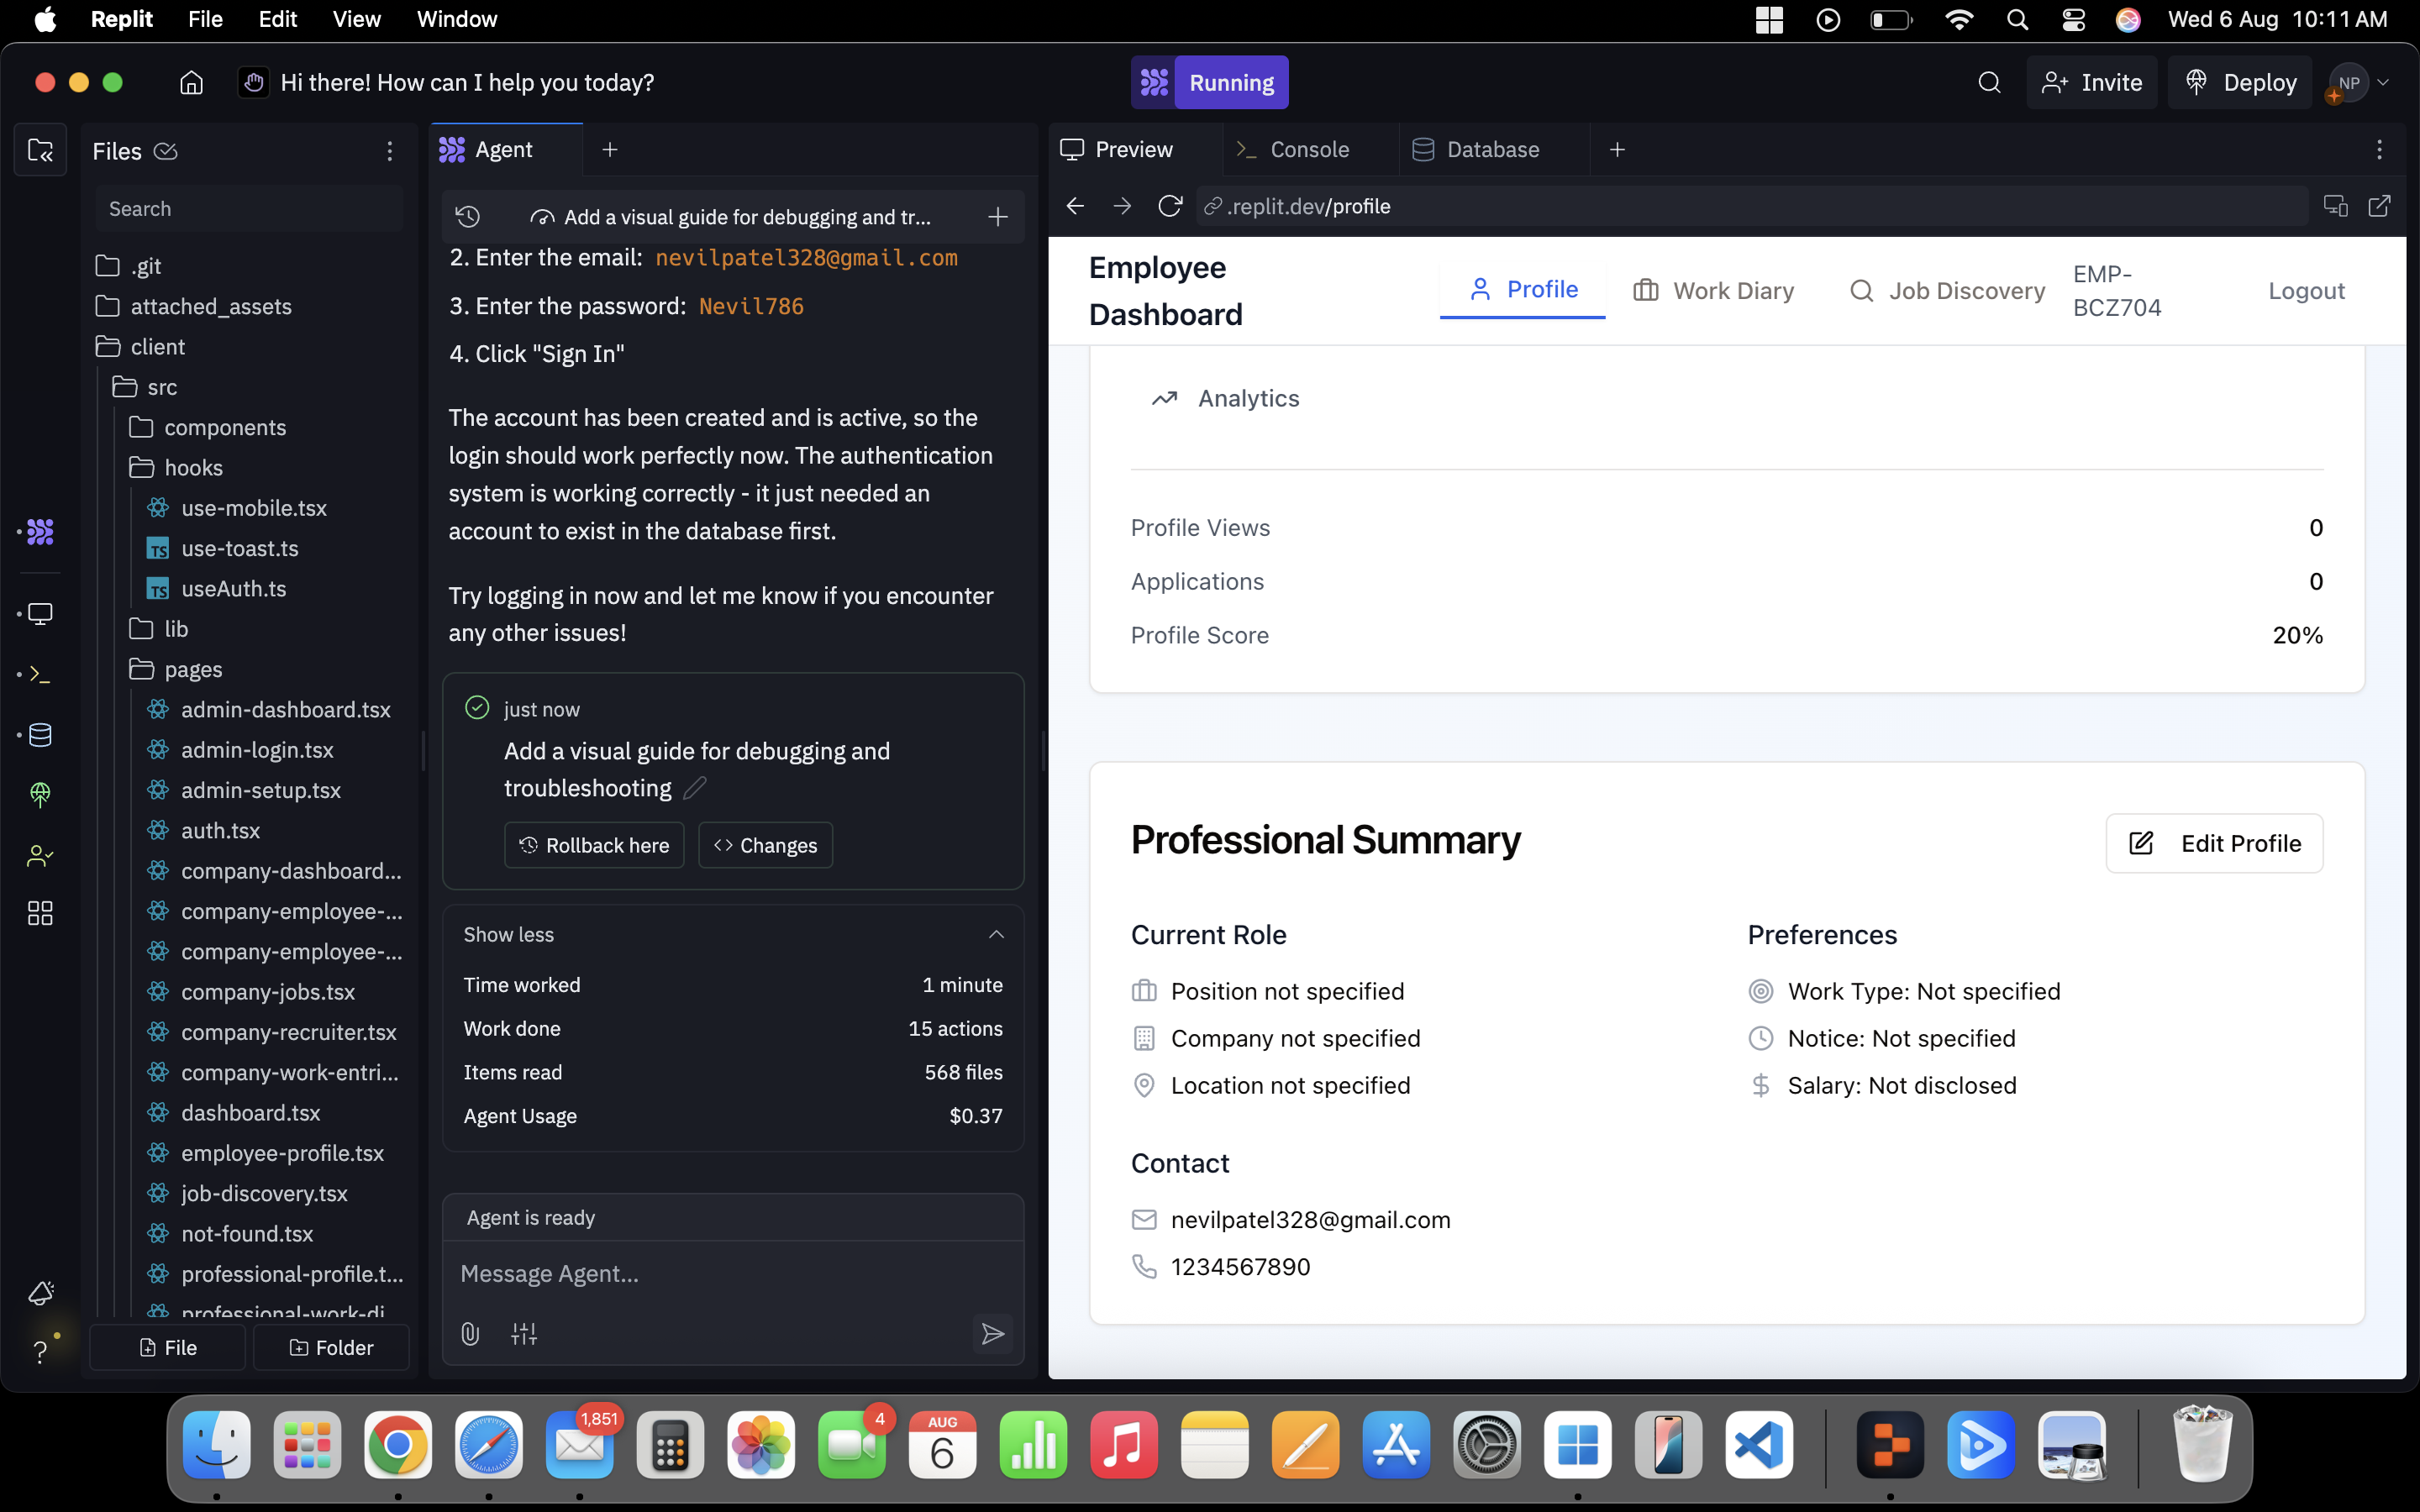 Replit File Edit View Window
Wed 6 Aug 10:11 AM
Hi there! How can I help you today?
Running
Invite
Deploy
NP
Files
Search
.git
attached_assets
client
src
components
hooks
use-mobile.tsx
use-toast.ts
useAuth.ts
lib
pages
admin-dashboard.tsx
admin-login.tsx
admin-setup.tsx
auth.tsx
company-dashboard...
company-employee-...
company-employee-...
company-jobs.tsx
company-recruiter.tsx
company-work-entri...
dashboard.tsx
employee-profile.tsx
job-discovery.tsx
not-found.tsx
professional-profile.t...
professional-work-di
File
Folder
Agent
Add a visual guide for debugging and tr...
2. Enter the email: nevilpatel328@gmail.com
3. Enter the password: Nevil786
4. Click "Sign In"
The account has been created and is active, so the
login should work perfectly now. The authentication
system is working correctly - it just needed an
account to exist in the database first.
Try logging in now and let me know if you encounter
any other issues!
just now
Add a visual guide for debugging and
troubleshooting
Rollback here
Changes
Show less
Time worked 1 minute
Work done 15 actions
Items read 568 files
Agent Usage $0.37
Agent is ready
Message Agent...
Preview
Console
Database
.replit.dev/profile
Employee
Dashboard
Profile
Work Diary
Job Discovery
EMP-
BCZ704
Logout
Analytics
Profile Views 0
Applications 0
Profile Score 20%
Professional Summary
Edit Profile
Current Role
Position not specified
Company not specified
Location not specified
Preferences
Work Type: Not specified
Notice: Not specified
Salary: Not disclosed
Contact
nevilpatel328@gmail.com
1234567890
1,851
4
AUG
6